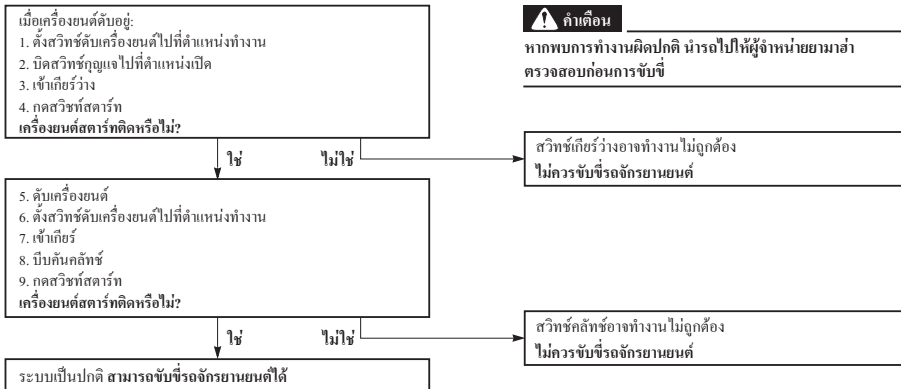 เมื่อเครื่องยนต์ดับอยู่:
1. ตั้งสวิทช์ดับเครื่องยนต์ไปที่ตำแหน่งทำงาน
2. บิดสวิทช์กุญแจไปที่ตำแหน่งเปิด
3. เข้าเกียร์ว่าง
4. กดสวิชท์สตาร์ท
เครื่องยนต์สตาร์ทติดหรือไม่?
คำเตือน
หากพบการทำงานผิดปกติ นำรถไปให้ผู้จำหน่ายยามาฮ่า
ตรวจสอบก่อนการขับขี่
ใช่
ไม่ใช่
สวิทช์เกียร์ว่างอาจทำงานไม่ถูกต้อง
ไม่ควรขับขี่รถจักรยานยนต์
5. ดับเครื่องยนต์
6. ตั้งสวิทช์ดับเครื่องยนต์ไปที่ตำแหน่งทำงาน
7. เข้าเกียร์
8. บีบคันคลัทช์
9. กดสวิชท์สตาร์ท
เครื่องยนต์สตาร์ทติดหรือไม่?
ใช่
ไม่ใช่
สวิทช์คลัทช์อาจทำงานไม่ถูกต้อง
ไม่ควรขับขี่รถจักรยานยนต์
ระบบเป็นปกติ สามารถขับขี่รถจักรยานยนต์ได้